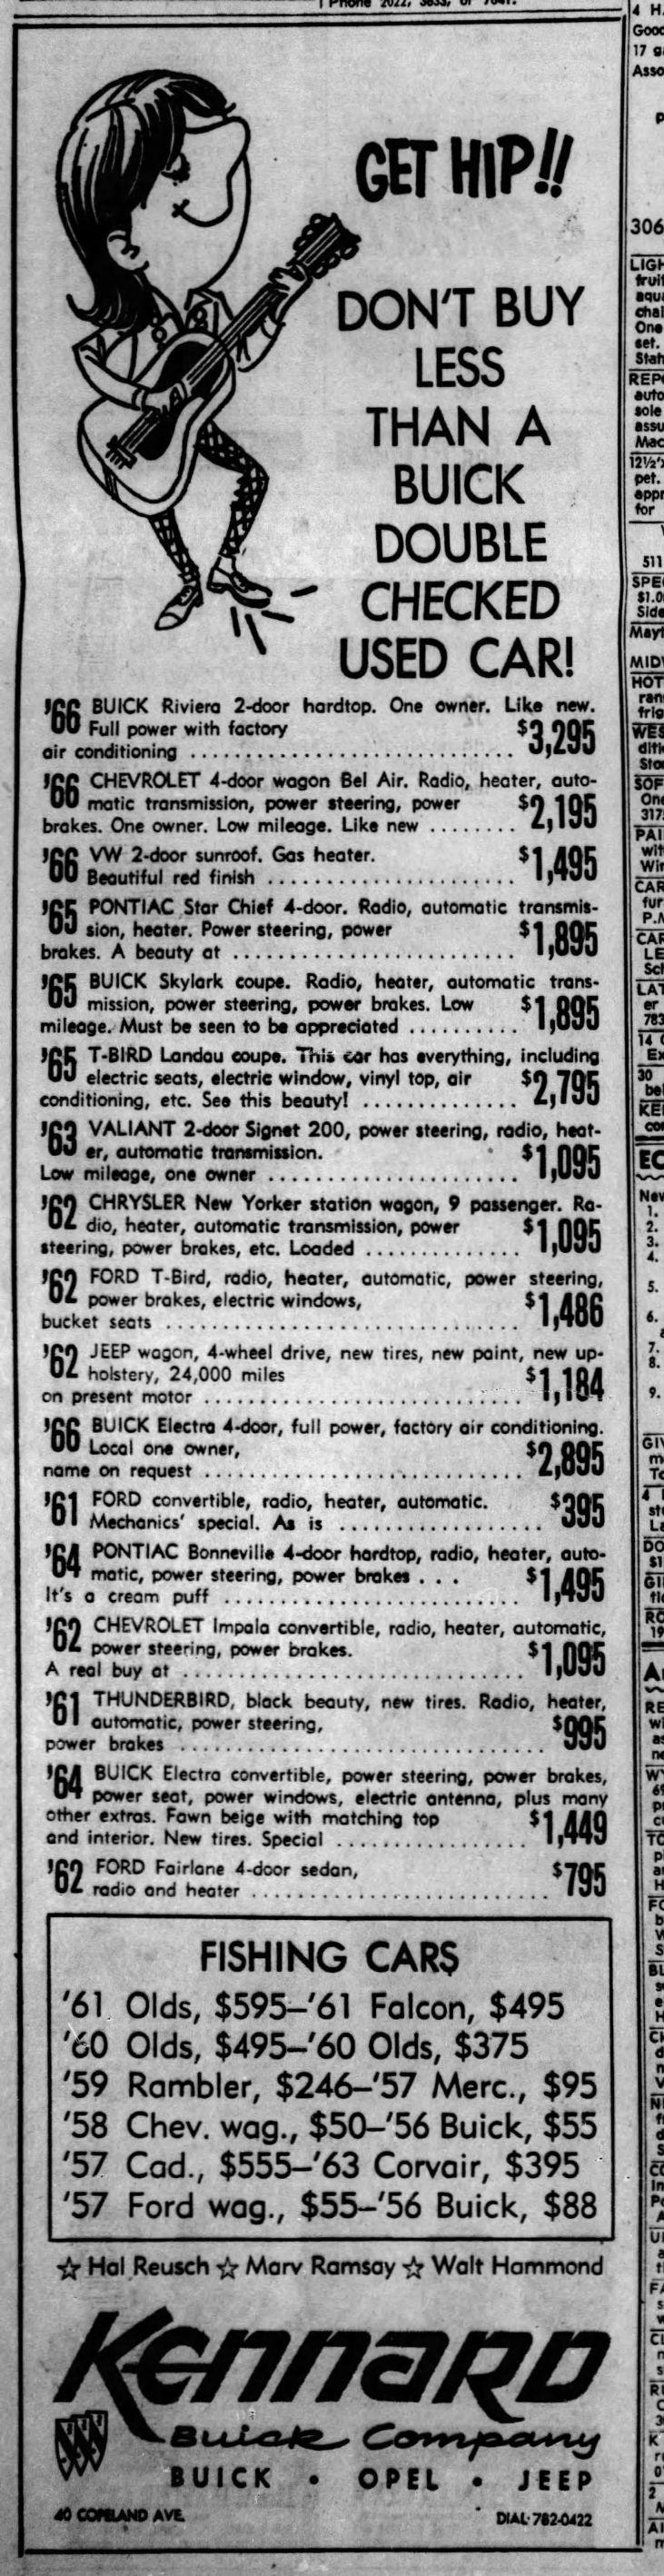 GET HIP!!
DON'T BUY
LESS
THAN A
BUICK
DOUBLE
CHECKED
USED CAR!
'66 BUICK Riviera 2-door hardtop. One owner. Like new.
Full power with factory
air conditioning .............................. $3,295
'66 CHEVROLET 4-door wagon Bel Air. Radio, heater, auto-
matic transmission, power steering, power
brakes. One owner. Low mileage. Like new ........ $2,195
'66 VW 2-door sunroof. Gas heater.
Beautiful red finish ...................... $1,495
'65 PONTIAC Star Chief 4-door. Radio, automatic transmis-
sion, heater. Power steering, power
brakes. A beauty at .......................... $1,895
'65 BUICK Skylark coupe. Radio, heater, automatic trans-
mission, power steering, power brakes. Low
mileage. Must be seen to be appreciated .......... $1,895
'65 T-BIRD Landau coupe. This car has everything, including
electric seats, electric window, vinyl top, air
conditioning, etc. See this beauty! .............. $2,795
'63 VALIANT 2-door Signet 200, power steering, radio, heat-
er, automatic transmission.
Low mileage, one owner ....................... $1,095
'62 CHRYSLER New Yorker station wagon, 9 passenger. Ra-
dio, heater, automatic transmission, power
steering, power brakes, etc. Loaded .............. $1,095
'62 FORD T-Bird, radio, heater, automatic, power steering,
power brakes, electric windows,
bucket seats ................................ $1,486
'62 JEEP wagon, 4-wheel drive, new tires, new paint, new up-
holstery, 24,000 miles
on present motor ............................. $1,184
'66 BUICK Electra 4-door, full power, factory air conditioning.
Local one owner,
name on request ............................. $2,895
'61 FORD convertible, radio, heater, automatic.
Mechanics' special. As is .................. $395
'64 PONTIAC Bonneville 4-door hardtop, radio, heater, auto-
matic, power steering, power brakes . . .
It's a cream puff ........................... $1,495
'62 CHEVROLET Impala convertible, radio, heater, automatic,
power steering, power brakes.
A real buy at ............................... $1,095
'61 THUNDERBIRD, black beauty, new tires. Radio, heater,
automatic, power steering,
power brakes ................................. $995
'64 BUICK Electra convertible, power steering, power brakes,
power seat, power windows, electric antenna, plus many
other extras. Fawn beige with matching top
and interior. New tires. Special ................. $1,449
'62 FORD Fairlane 4-door sedan,
radio and heater .......................... $795
FISHING CAR$
'61 Olds, $595–'61 Falcon, $495
'60 Olds, $495–'60 Olds, $375
'59 Rambler, $246–'57 Merc., $95
'58 Chev. wag., $50–'56 Buick, $55
'57 Cad., $555–'63 Corvair, $395
'57 Ford wag., $55–'56 Buick, $88
☆ Hal Reusch ☆ Marv Ramsay ☆ Walt Hammond
Kennard
Buick Company
BUICK • OPEL • JEEP
40 COPELAND AVE.
DIAL 782-0422